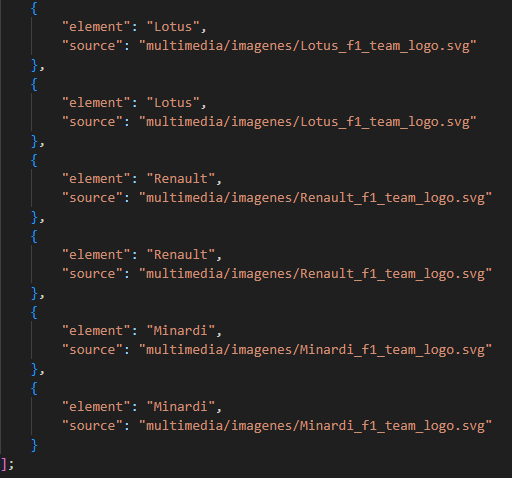 {
"element": "Lotus",
"source": "multimedia/imagenes/Lotus_f1_team_logo.svg"
},
{
"element": "Lotus",
"source": "multimedia/imagenes/Lotus_f1_team_logo.svg"
},
{
"element": "Renault",
"source": "multimedia/imagenes/Renault_f1_team_logo.svg"
},
{
"element": "Renault",
"source": "multimedia/imagenes/Renault_f1_team_logo.svg"
},
{
"element": "Minardi",
"source": "multimedia/imagenes/Minardi_f1_team_logo.svg"
},
{
"element": "Minardi",
"source": "multimedia/imagenes/Minardi_f1_team_logo.svg"
}
];